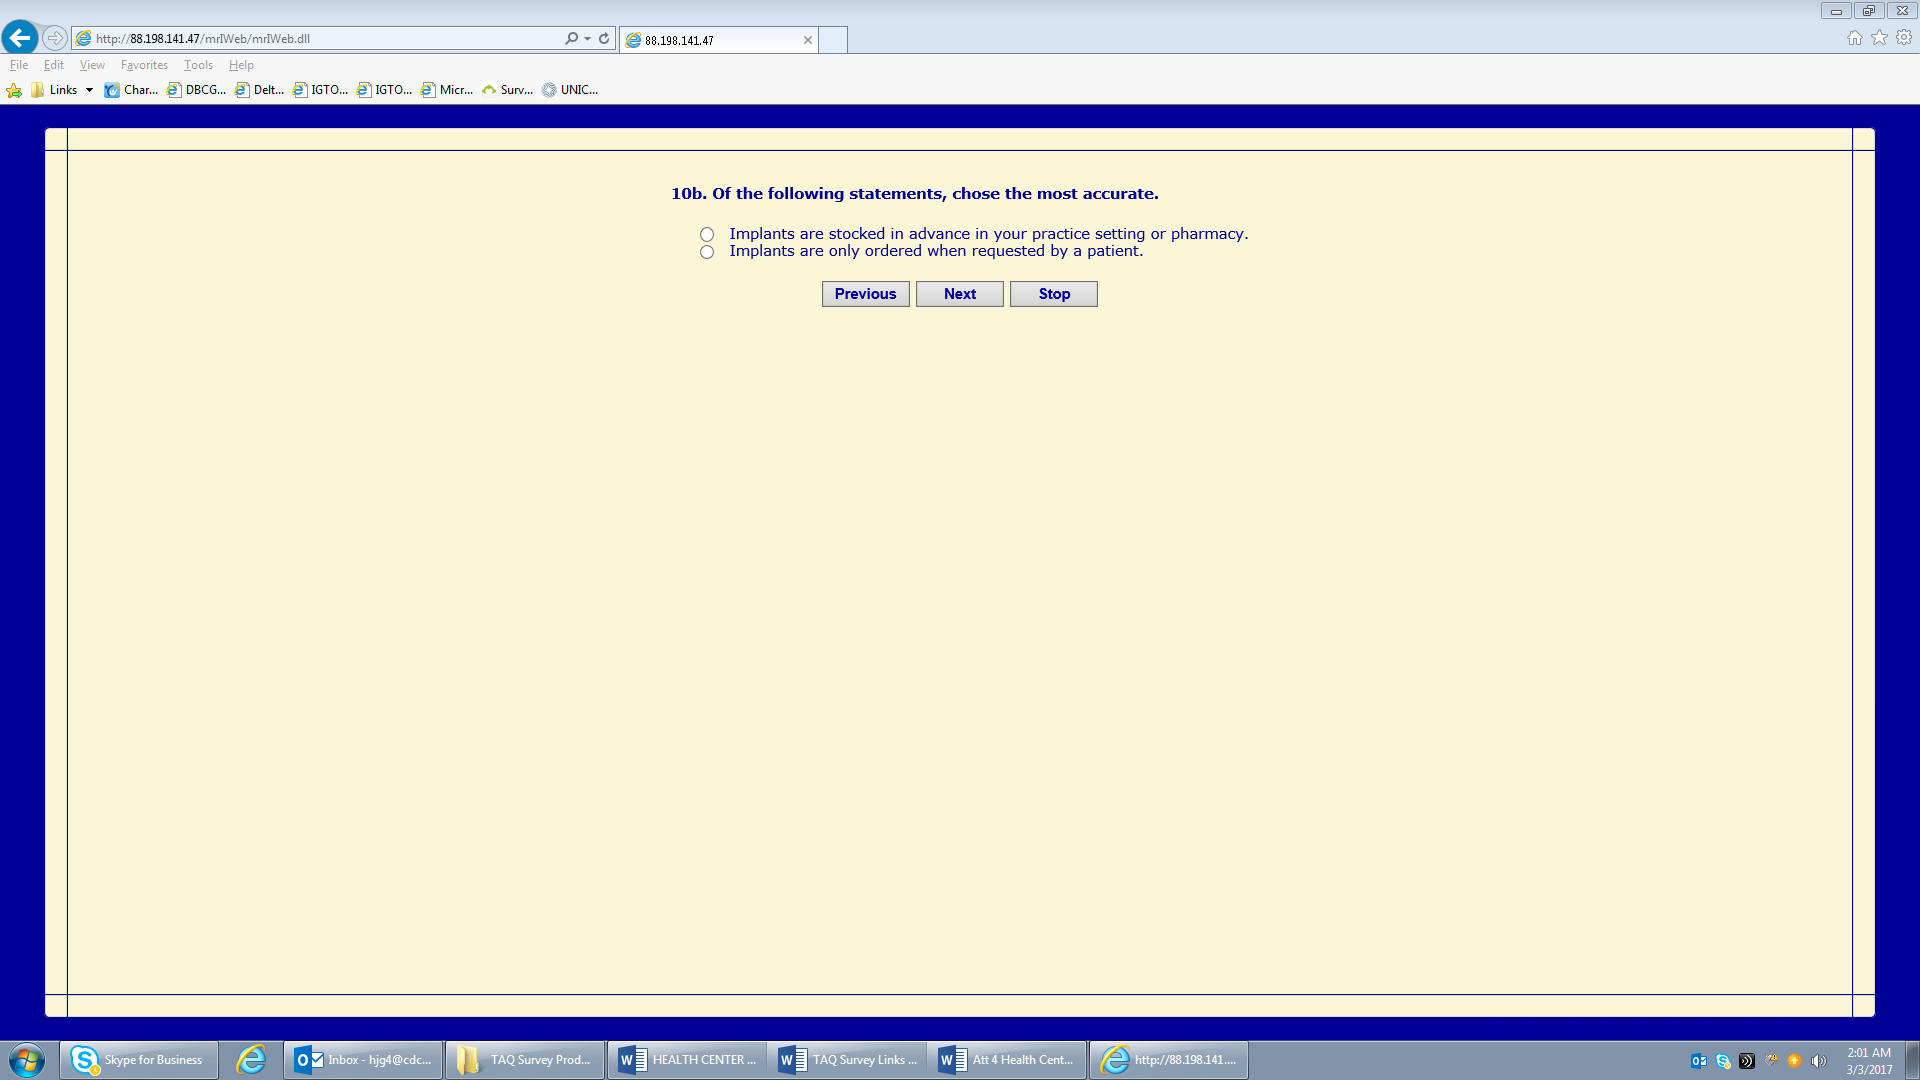 http://88.198.141.47/mrIWeb/mrIWeb.dll
88.198.141.47
File Edit View Favorites Tools Help
Links Char... DBCG... Delt... IGTO... IGTO... Micr... Surv... UNIC...
10b. Of the following statements, chose the most accurate.
Implants are stocked in advance in your practice setting or pharmacy.
Implants are only ordered when requested by a patient.
Previous Next Stop
Skype for Business Inbox - hjg4@cdc... TAQ Survey Prod... HEALTH CENTER ... TAQ Survey Links ... Att 4 Health Cent... http://88.198.141....
2:01 AM
3/3/2017